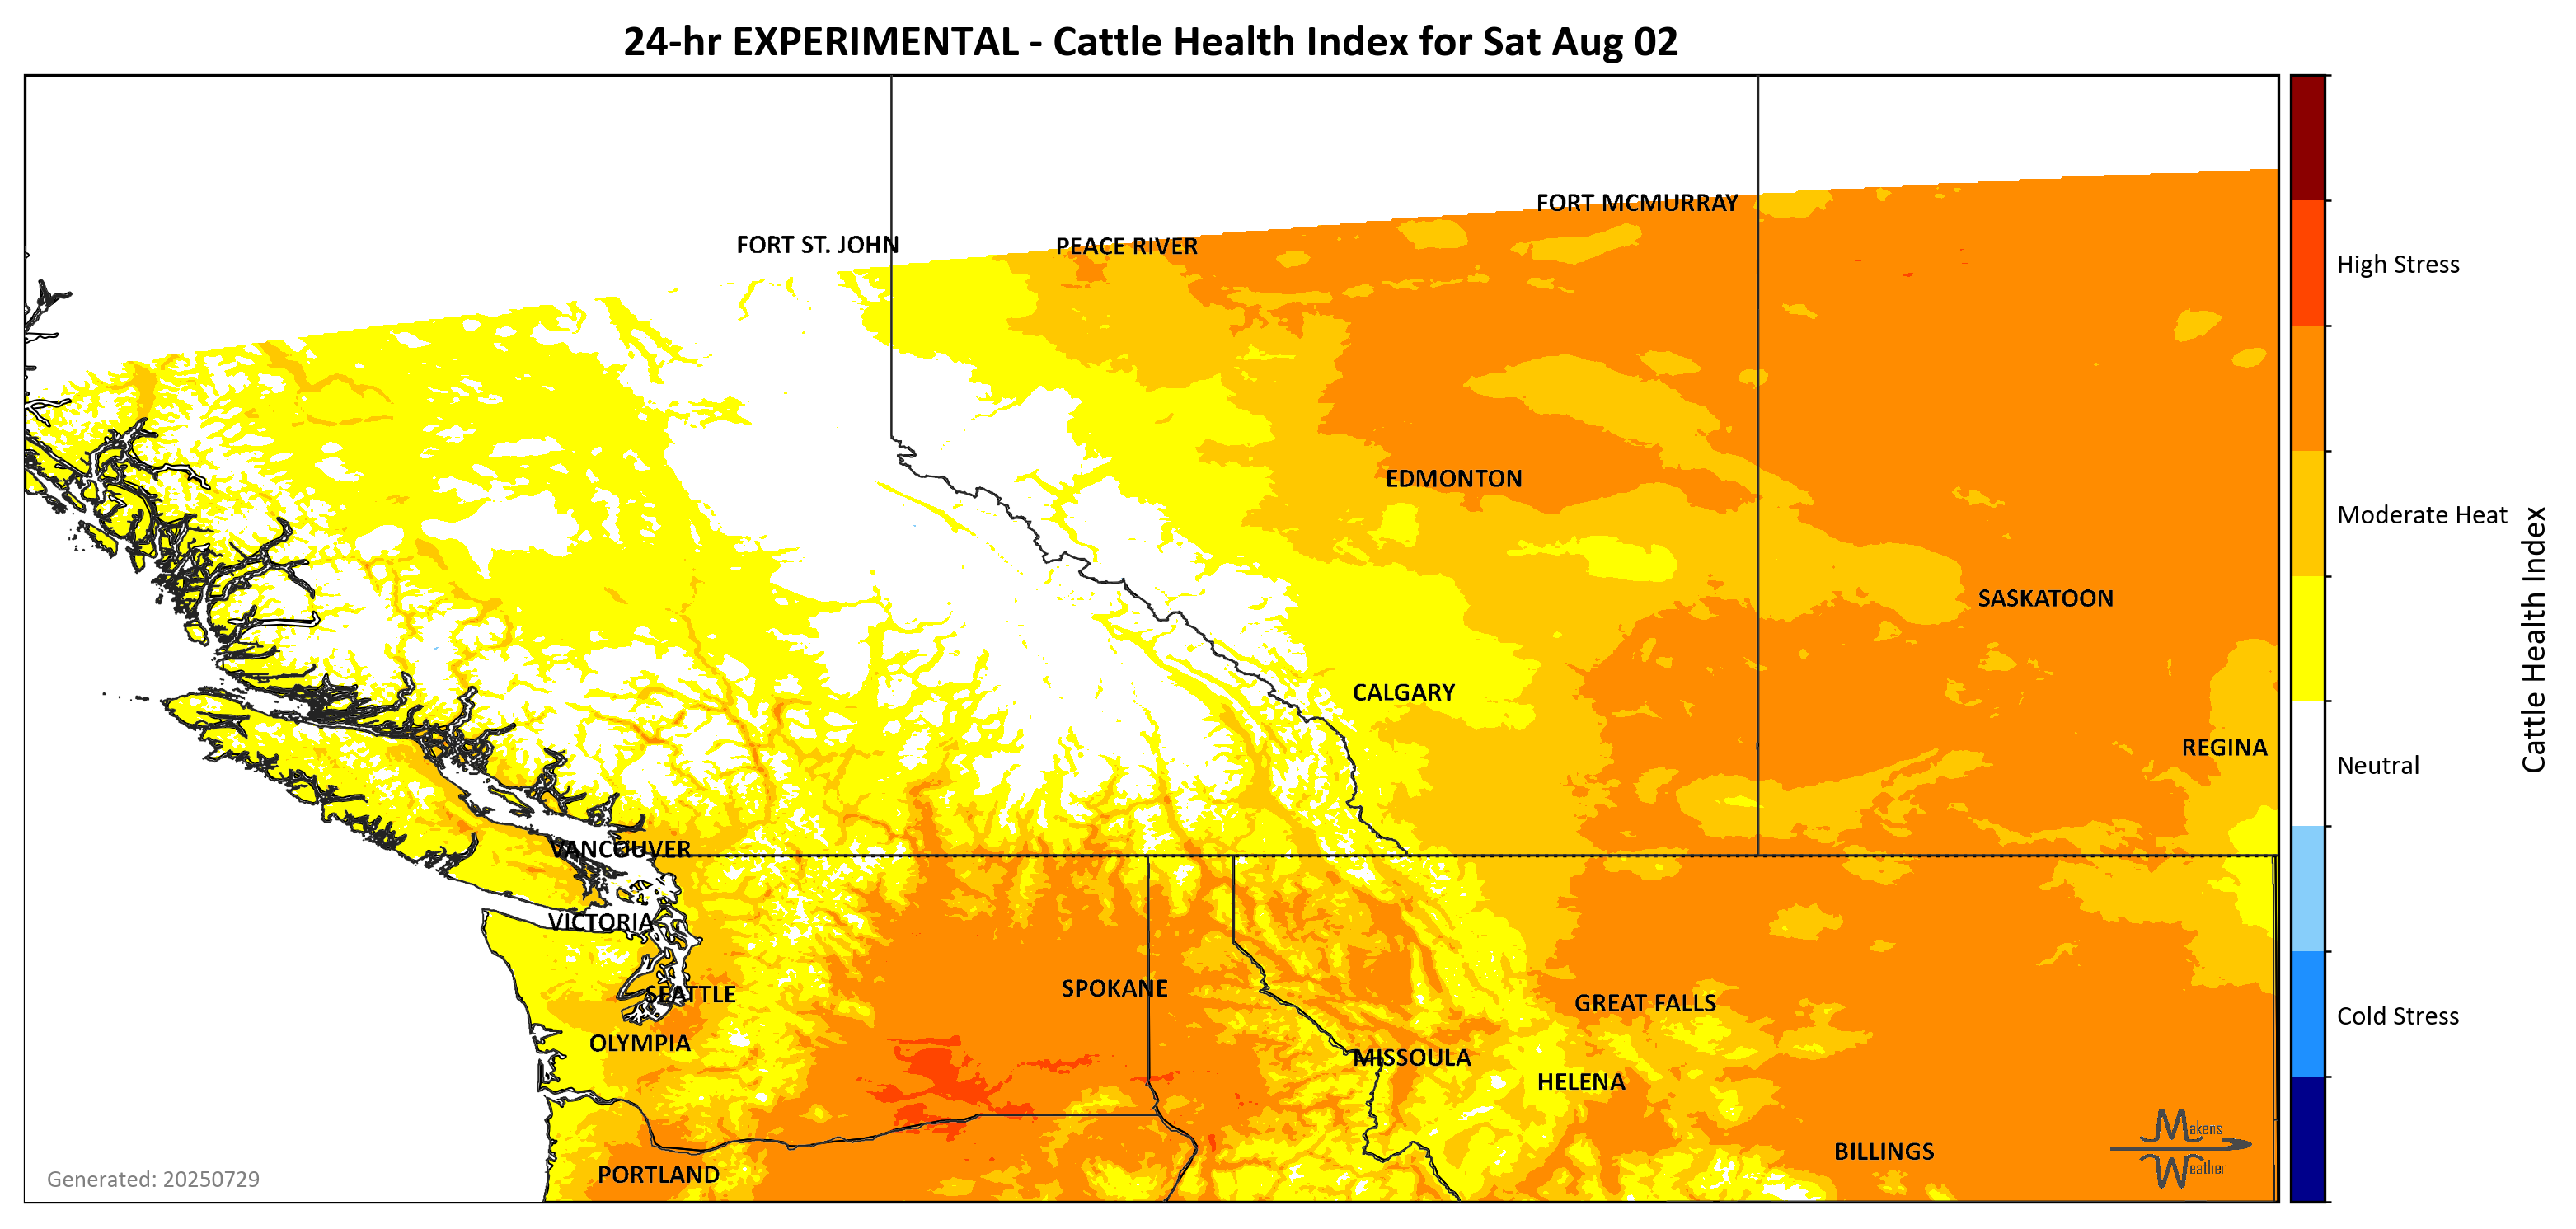 24-hr EXPERIMENTAL - Cattle Health Index for Sat Aug 02
FORT MCMURRAY
FORT ST. JOHN
PEACE RIVER
High Stress
EDMONTON
Moderate Heat
SASKATOON
CALGARY
Cattle Health Index
REGINA
Neutral
VANCOUVER
VICTORIA
SPOKANE
SEATTLE
GREAT FALLS
Cold Stress
OLYMPIA
MISSOULA
HELENA
Makens
Weather
BILLINGS
PORTLAND
Generated: 20250729